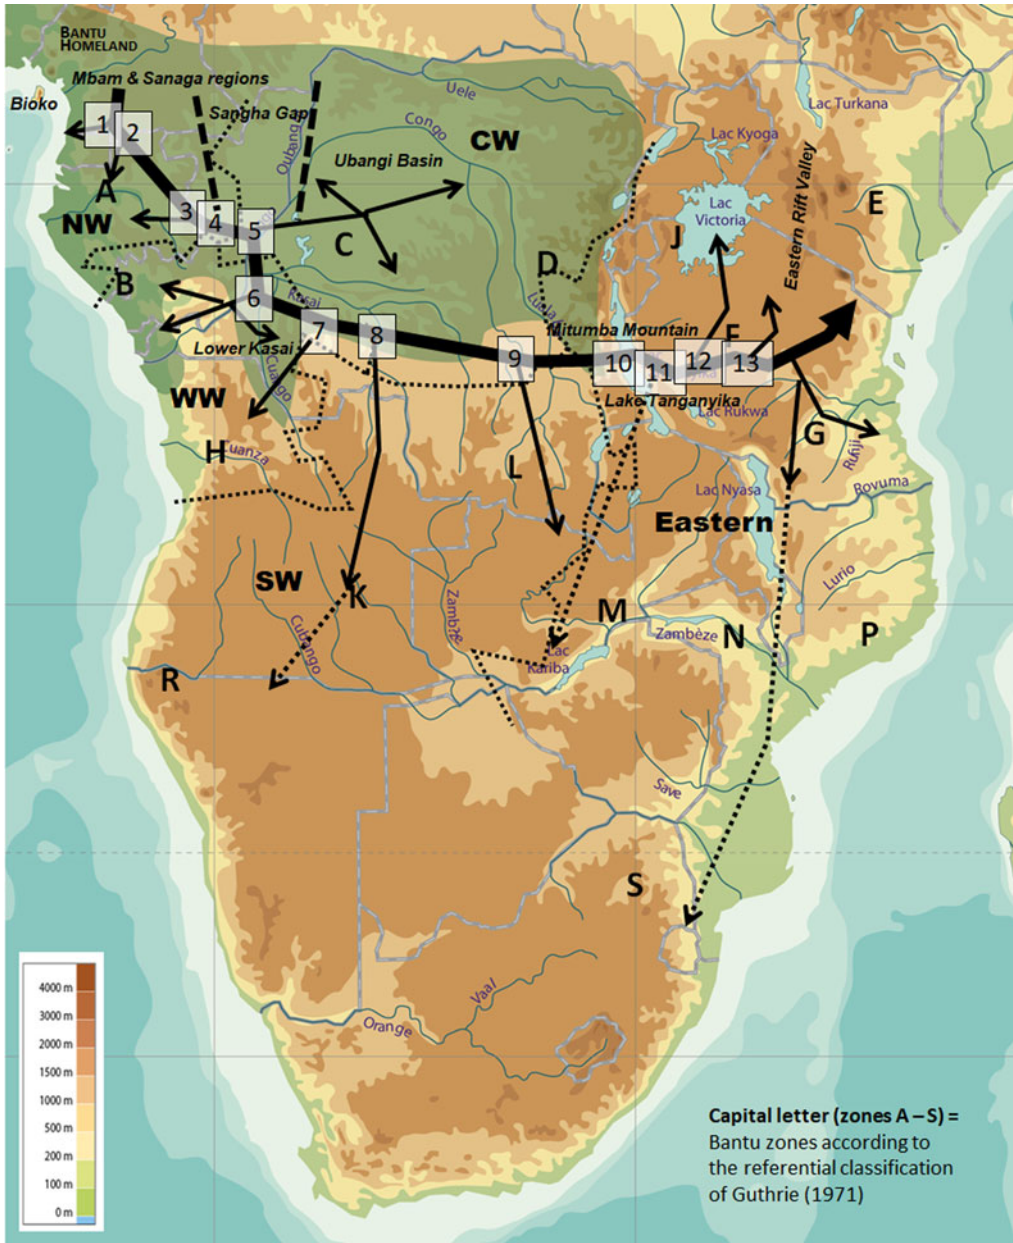 BANTU
HOMELAND
Mbam & Sanaga regions
Bioko
Sangha Gap
Oubangi
Uele
Congo
CW
Ubangi Basin
Lac Turkana
Lac Kyoga
Lac
Victoria
Eastern Rift Valley
E
1
2
A
3
4
5
NW
C
J
D
B
6
Kasai
Lualaba
7
8
Lower Kasai
Cuango
Mitumba Mountain
F
9
10
11
12
13
Lake Tanganyika
Lac Rukwa
WW
H
Cuanza
L
G
Rufiji
Lac Nyasa
Rovuma
Eastern
SW
K
Lurio
Cubango
Zamb?ze
M
Zambèze
N
P
Lac
Kariba
R
Save
S
Vaal
Orange
4000 m
3000 m
2000 m
1500 m
1000 m
500 m
200 m
100 m
0 m
Capital letter (zones A – S) =
Bantu zones according to
the referential classification
of Guthrie (1971)